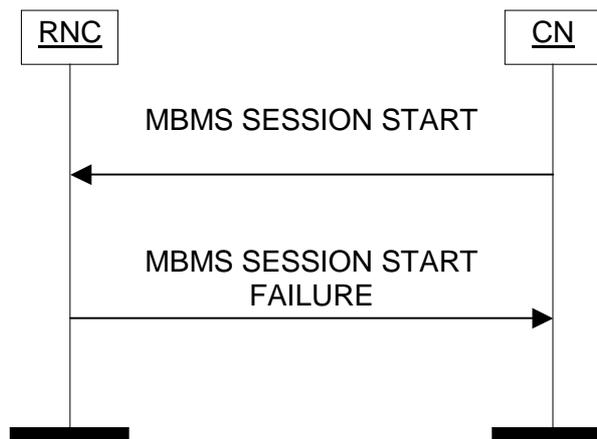 RNC
CN
MBMS SESSION START
MBMS SESSION START
FAILURE